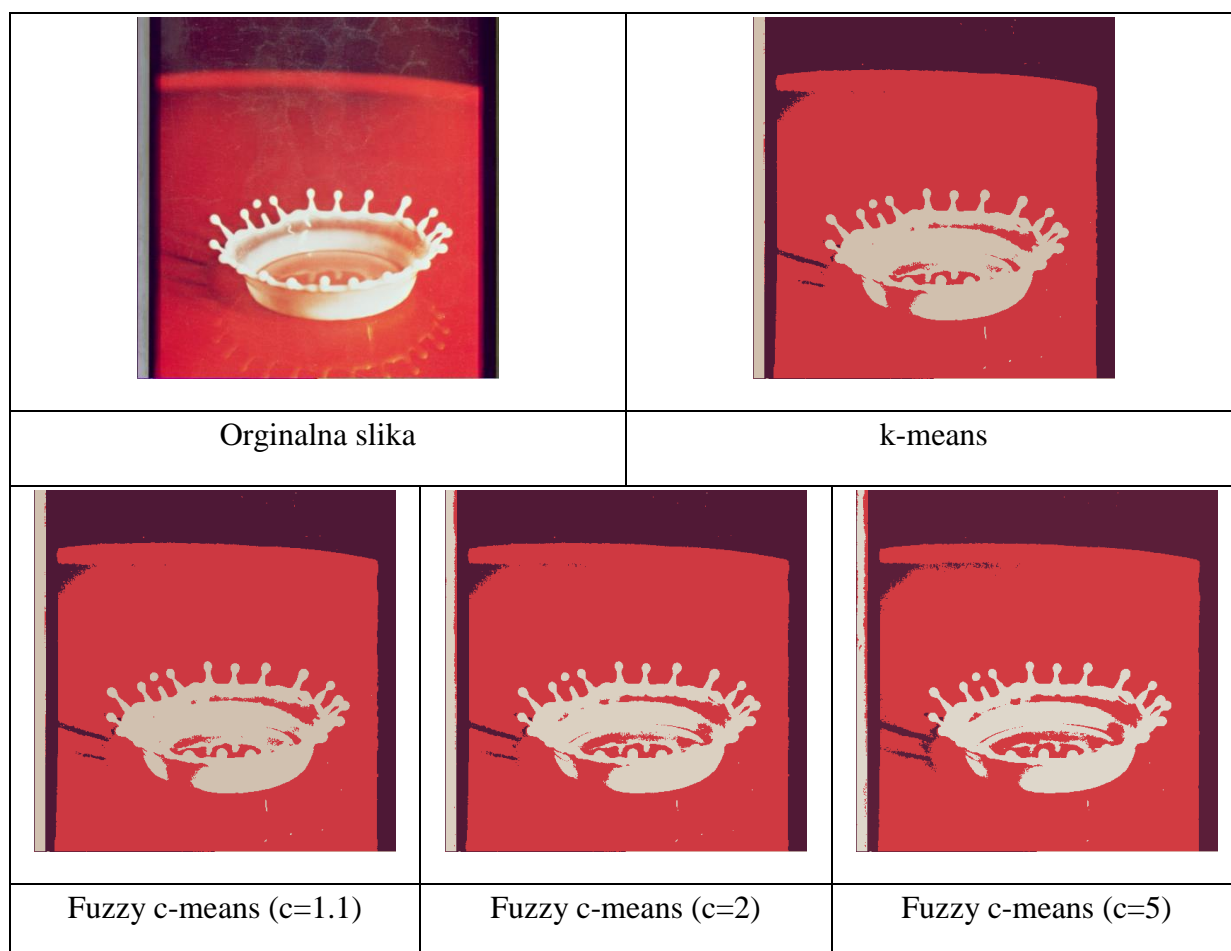 Orginalna slika
k-means
Fuzzy c-means (c=1.1)
Fuzzy c-means (c=2)
Fuzzy c-means (c=5)